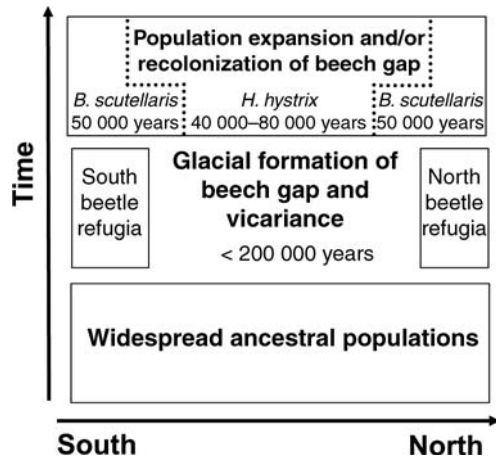 Population expansion and/or
recolonization of beech gap
B. scutellaris H. hystrix B. scutellaris
50 000 years 40 000–80 000 years 50 000 years
South
beetle
refugia
Glacial formation of
beech gap and
vicariance
< 200 000 years
North
beetle
refugia
Widespread ancestral populations
Time
South North